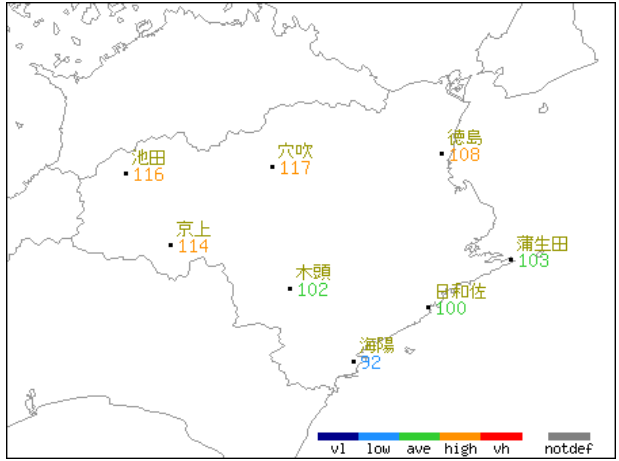 徳島
108
穴吹
117
池田
116
京上
114
蒲生田
103
木頭
102
日和佐
100
海陽
92
vl low ave high vh notdef